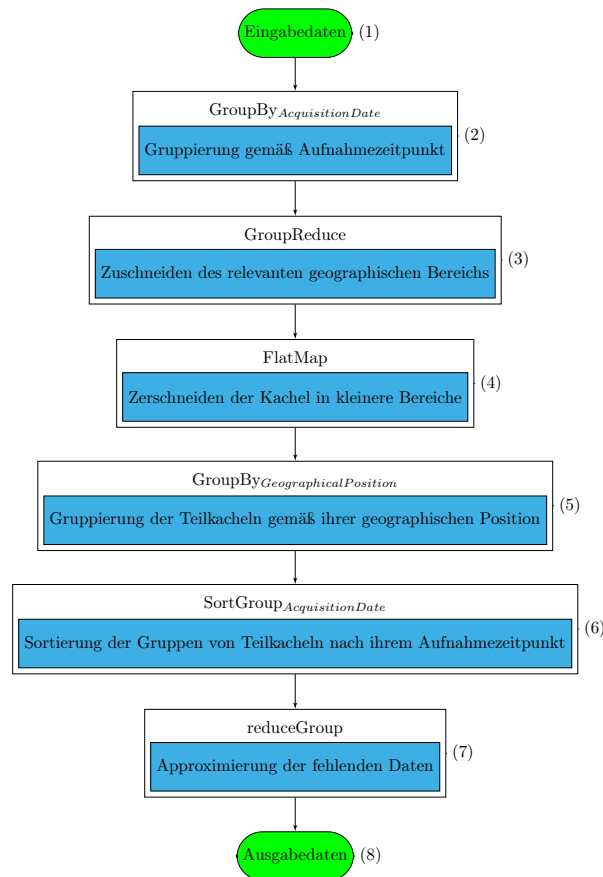 Eingabedaten (1)
GroupBy_AcquisitionDate
Gruppierung gemäß Aufnahmezeitpunkt (2)
GroupReduce
Zuschneiden des relevanten geographischen Bereichs (3)
FlatMap
Zerschneiden der Kachel in kleinere Bereiche (4)
GroupBy_GeographicalPosition
Gruppierung der Teilkacheln gemäß ihrer geographischen Position (5)
SortGroup_AcquisitionDate
Sortierung der Gruppen von Teilkacheln nach ihrem Aufnahmezeitpunkt (6)
reduceGroup
Approximierung der fehlenden Daten (7)
Ausgabedaten (8)